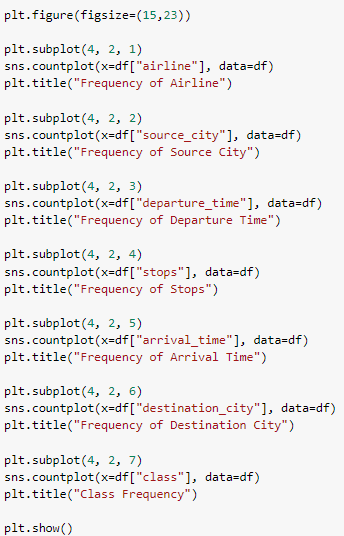 plt.figure(figsize=(15,23))
plt.subplot(4, 2, 1)
sns.countplot(x=df["airline"], data=df)
plt.title("Frequency of Airline")
plt.subplot(4, 2, 2)
sns.countplot(x=df["source_city"], data=df)
plt.title("Frequency of Source City")
plt.subplot(4, 2, 3)
sns.countplot(x=df["departure_time"], data=df)
plt.title("Frequency of Departure Time")
plt.subplot(4, 2, 4)
sns.countplot(x=df["stops"], data=df)
plt.title("Frequency of Stops")
plt.subplot(4, 2, 5)
sns.countplot(x=df["arrival_time"], data=df)
plt.title("Frequency of Arrival Time")
plt.subplot(4, 2, 6)
sns.countplot(x=df["destination_city"], data=df)
plt.title("Frequency of Destination City")
plt.subplot(4, 2, 7)
sns.countplot(x=df["class"], data=df)
plt.title("Class Frequency")
plt.show()